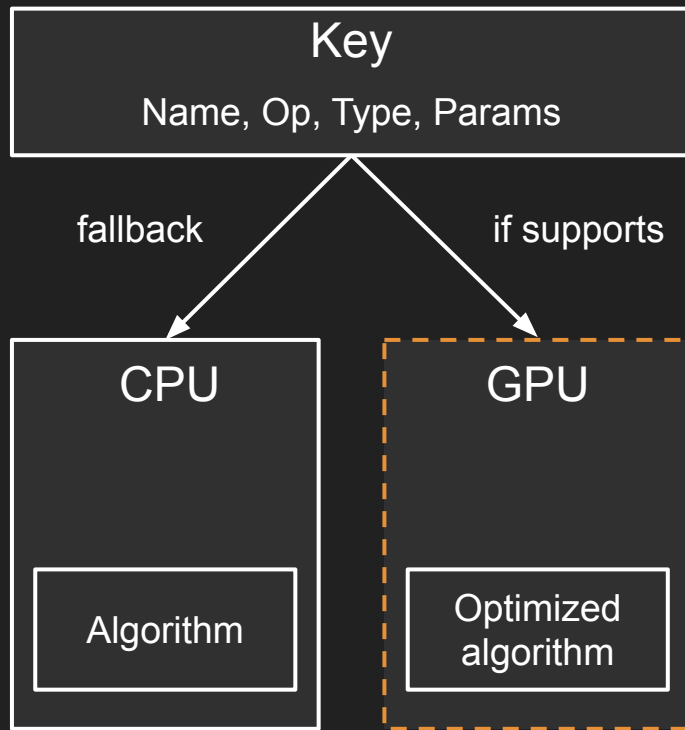 Key
Name, Op, Type, Params
fallback
if supports
CPU
GPU
Algorithm
Optimized
algorithm